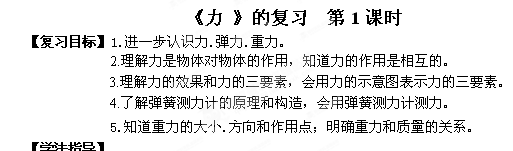 《力 》的复习 第1课时
【复习目标】1.进一步认识力.弹力.重力。
2.理解力是物体对物体的作用，知道力的作用是相互的。
3.理解力的效果和力的三要素，会用力的示意图表示力的三要素。
4.了解弹簧测力计的原理和构造，会用弹簧测力计测力。
5.知道重力的大小.方向和作用点；明确重力和质量的关系。
【学法指导】